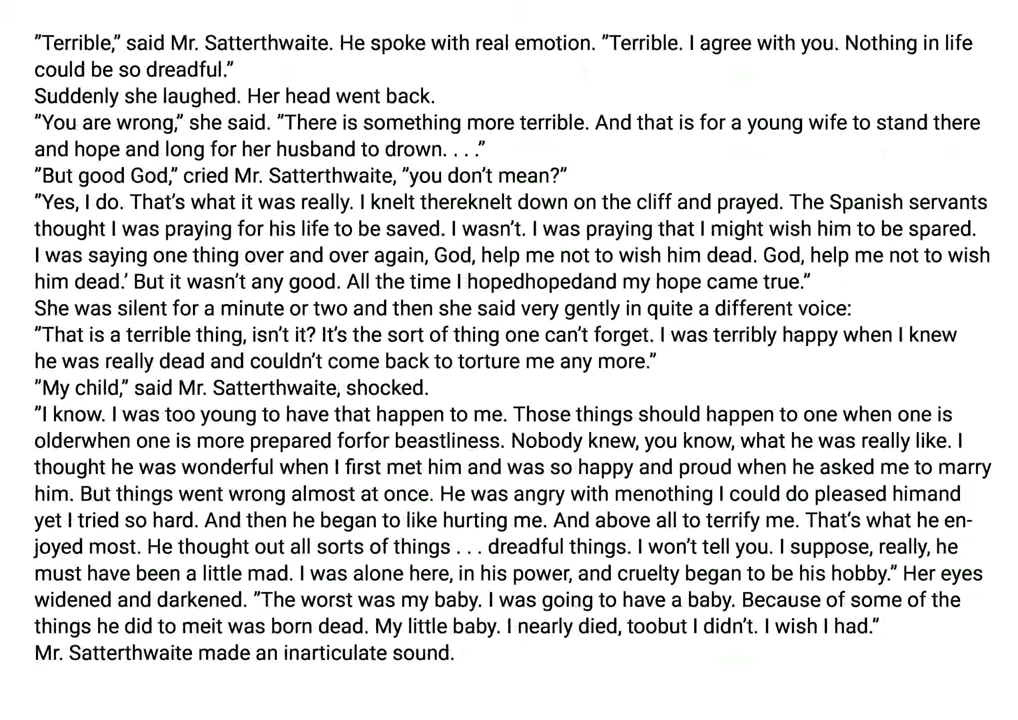 "Terrible," said Mr. Satterthwaite. He spoke with real emotion. "Terrible. I agree with you. Nothing in life
could be so dreadful."
Suddenly she laughed. Her head went back.
"You are wrong," she said. "There is something more terrible. And that is for a young wife to stand there
and hope and long for her husband to drown. . . ."
"But good God," cried Mr. Satterthwaite, "you don't mean?"
"Yes, I do. That's what it was really. I knelt thereknelt down on the cliff and prayed. The Spanish servants
thought I was praying for his life to be saved. I wasn't. I was praying that I might wish him to be spared.
I was saying one thing over and over again, God, help me not to wish him dead. God, help me not to wish
him dead.' But it wasn't any good. All the time I hopedhopedand my hope came true."
She was silent for a minute or two and then she said very gently in quite a different voice:
"That is a terrible thing, isn't it? It's the sort of thing one can't forget. I was terribly happy when I knew
he was really dead and couldn't come back to torture me any more."
"My child," said Mr. Satterthwaite, shocked.
"I know. I was too young to have that happen to me. Those things should happen to one when one is
olderwhen one is more prepared forfor beastliness. Nobody knew, you know, what he was really like. I
thought he was wonderful when I first met him and was so happy and proud when he asked me to marry
him. But things went wrong almost at once. He was angry with menothing I could do pleased himand
yet I tried so hard. And then he began to like hurting me. And above all to terrify me. That's what he en-
joyed most. He thought out all sorts of things . . . dreadful things. I won't tell you. I suppose, really, he
must have been a little mad. I was alone here, in his power, and cruelty began to be his hobby." Her eyes
widened and darkened. "The worst was my baby. I was going to have a baby. Because of some of the
things he did to meit was born dead. My little baby. I nearly died, toobut I didn't. I wish I had."
Mr. Satterthwaite made an inarticulate sound.